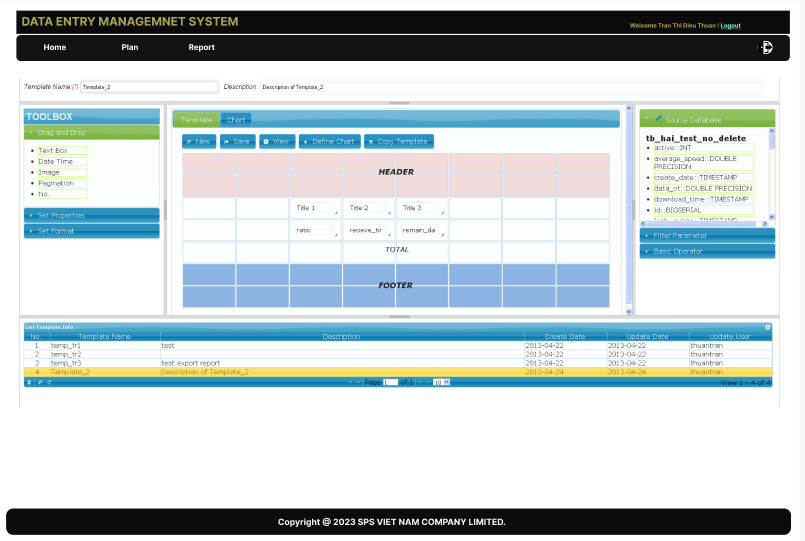 DATA ENTRY MANAGEMNET SYSTEM
Welcome Tran Thi Dieu Thuan ! Logout
Home Plan Report
Template Name:(*) Template_2 Description: Description of Template_2
TOOLBOX
Drag and Drop
Text Box
Date Time
Image
Pagination
No.
Set Properties
Set Format
Template Chart
New Save View Define Chart Copy Template
HEADER
Title 1 Title 2 Title 3
ratio recieve_br remain_da
TOTAL
FOOTER
Source Database
tb_hai_test_no_delete
active::INT
average_speed::DOUBLE
PRECISION
create_date::TIMESTAMP
data_ot::DOUBLE PRECISION
download_time::TIMESTAMP
id::BIGSERIAL
Filter Parameter
Basic Operator
List Template Info
No. Template Name Description Create Date Update Date Update User
1 temp_tr1 test 2013-04-22 2013-04-22 thuantran
2 temp_tr2 2013-04-22 2013-04-22 thuantran
3 temp_tr3 test export report 2013-04-22 2013-04-22 thuantran
4 Template_2 Description of Template_2 2013-04-24 2013-04-24 thuantran
Page 1 of 1 10 View 1 - 4 of 4
Copyright @ 2023 SPS VIET NAM COMPANY LIMITED.